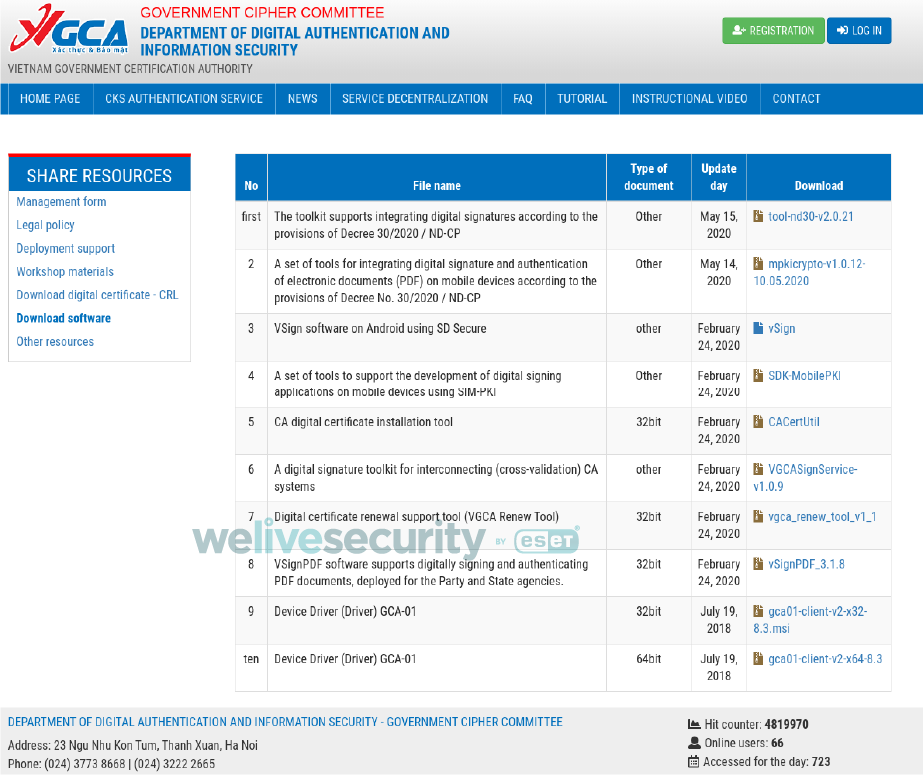 VGCA
Xác thực & Bảo mật
GOVERNMENT CIPHER COMMITTEE
DEPARTMENT OF DIGITAL AUTHENTICATION AND
INFORMATION SECURITY
VIETNAM GOVERNMENT CERTIFICATION AUTHORITY
REGISTRATION
LOG IN
HOME PAGE
CKS AUTHENTICATION SERVICE
NEWS
SERVICE DECENTRALIZATION
FAQ
TUTORIAL
INSTRUCTIONAL VIDEO
CONTACT
SHARE RESOURCES
Management form
Legal policy
Deployment support
Workshop materials
Download digital certificate - CRL
Download software
Other resources
No
File name
Type of
document
Update
day
Download
first
The toolkit supports integrating digital signatures according to the
provisions of Decree 30/2020 / ND-CP
Other
May 15,
2020
tool-nd30-v2.0.21
2
A set of tools for integrating digital signature and authentication
of electronic documents (PDF) on mobile devices according to the
provisions of Decree No. 30/2020 / ND-CP
Other
May 14,
2020
mpkicrypto-v1.0.12-
10.05.2020
3
VSign software on Android using SD Secure
other
February
24, 2020
vSign
4
A set of tools to support the development of digital signing
applications on mobile devices using SIM-PKI
Other
February
24, 2020
SDK-MobilePKI
5
CA digital certificate installation tool
32bit
February
24, 2020
CACertUtil
6
A digital signature toolkit for interconnecting (cross-validation) CA
systems
other
February
24, 2020
VGCASignService-
v1.0.9
7
Digital certificate renewal support tool (VGCA Renew Tool)
32bit
February
24, 2020
vgca_renew_tool_v1_1
welivesecurity BY eset
8
VSignPDF software supports digitally signing and authenticating
PDF documents, deployed for the Party and State agencies.
32bit
February
24, 2020
vSignPDF_3.1.8
9
Device Driver (Driver) GCA-01
32bit
July 19,
2018
gca01-client-v2-x32-
8.3.msi
ten
Device Driver (Driver) GCA-01
64bit
July 19,
2018
gca01-client-v2-x64-8.3
DEPARTMENT OF DIGITAL AUTHENTICATION AND INFORMATION SECURITY - GOVERNMENT CIPHER COMMITTEE
Address: 23 Ngu Nhu Kon Tum, Thanh Xuan, Ha Noi
Phone: (024) 3773 8668 | (024) 3222 2665
Hit counter: 4819970
Online users: 66
Accessed for the day: 723